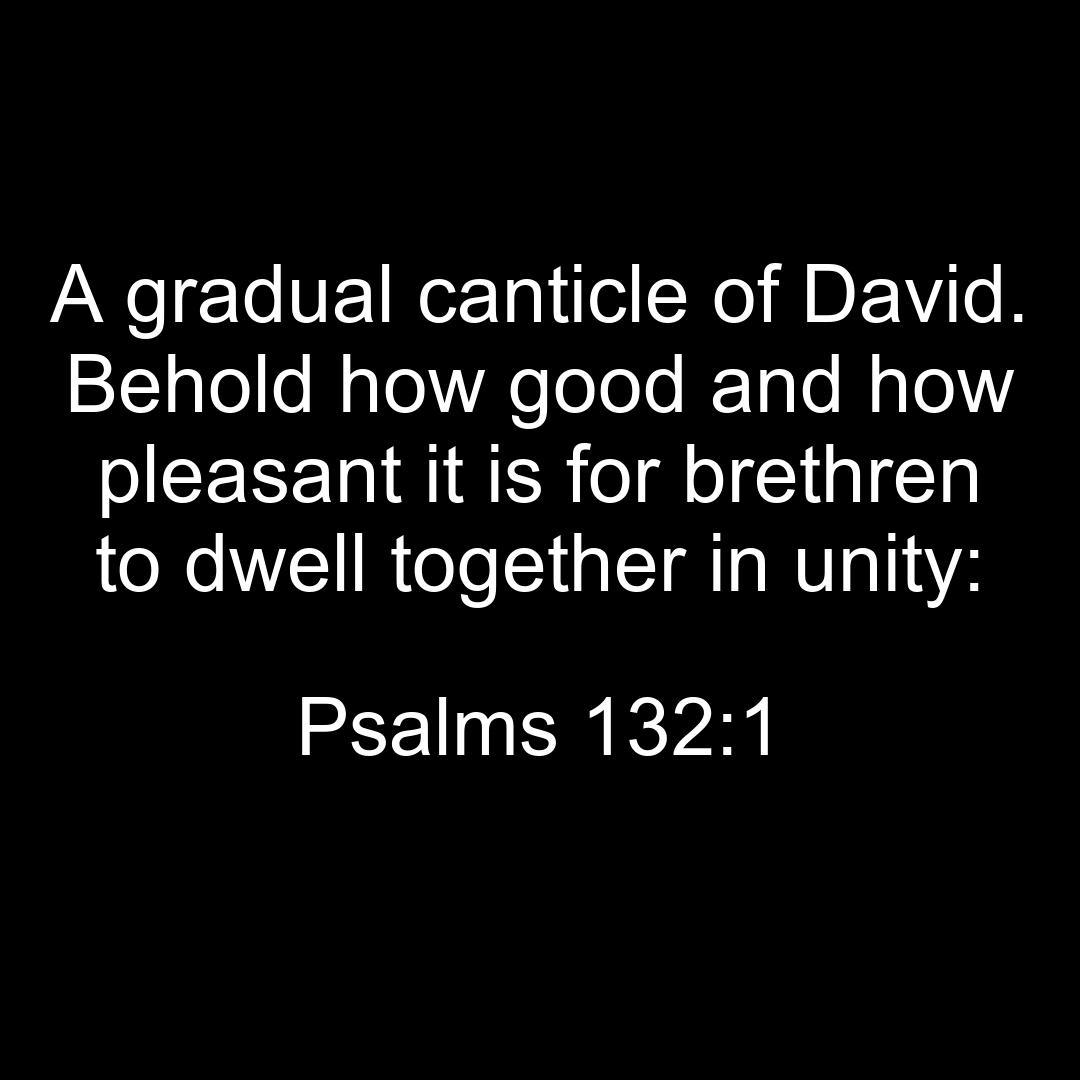 A gradual canticle of David.
Behold how good and how
pleasant it is for brethren
to dwell together in unity:
Psalms 132:1